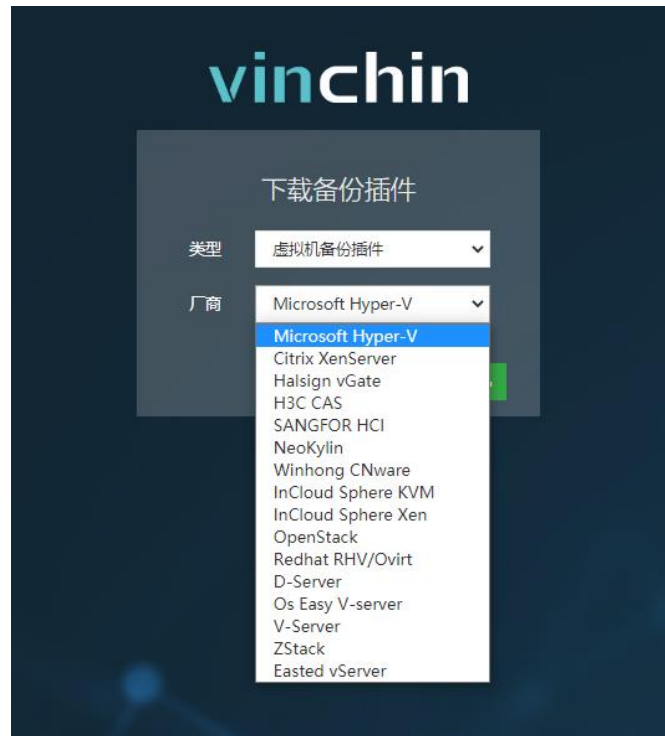 vinchin
下载备份插件
类型 虚拟机备份插件
厂商 Microsoft Hyper-V
Microsoft Hyper-V
Citrix XenServer
Halsign vGate
H3C CAS
SANGFOR HCI
NeoKylin
Winhong CNware
InCloud Sphere KVM
InCloud Sphere Xen
OpenStack
Redhat RHV/Ovirt
D-Server
Os Easy V-server
V-Server
ZStack
Easted vServer